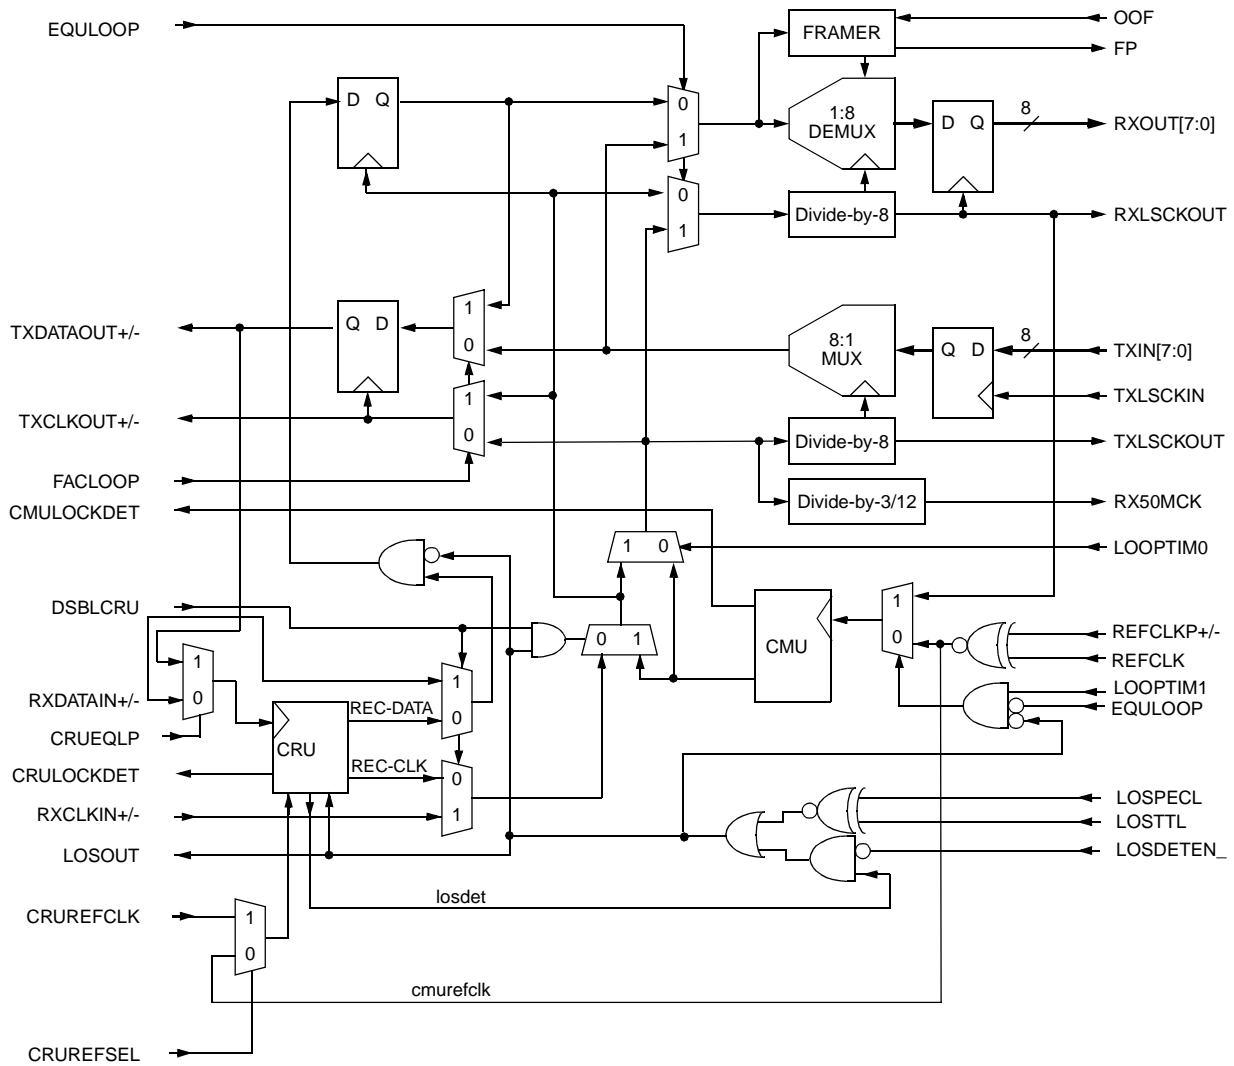 EQULOOP
OOF
FRAMER
FP
D Q
0
1
1:8
DEMUX
D Q
8
RXOUT[7:0]
0
1
Divide-by-8
RXLSCKOUT
TXDATAOUT+/-
Q D
1
0
8:1
MUX
Q D
8
TXIN[7:0]
TXLSCKIN
TXCLKOUT+/-
1
0
Divide-by-8
TXLSCKOUT
FACLOOP
CMULOCKDET
Divide-by-3/12
RX50MCK
1 0
LOOPTIM0
DSBLCRU
0 1
CMU
1
0
REFCLKP+/-
REFCLK
LOOPTIM1
EQULOOP
1
0
RXDATAIN+/-
CRUEQLP
CRU
REC-DATA
1
0
CRULOCKDET
REC-CLK
0
1
RXCLKIN+/-
LOSPECL
LOSTTL
LOSDETEN_
LOSOUT
losdet
CRUREFCLK
1
0
cmurefclk
CRUREFSEL